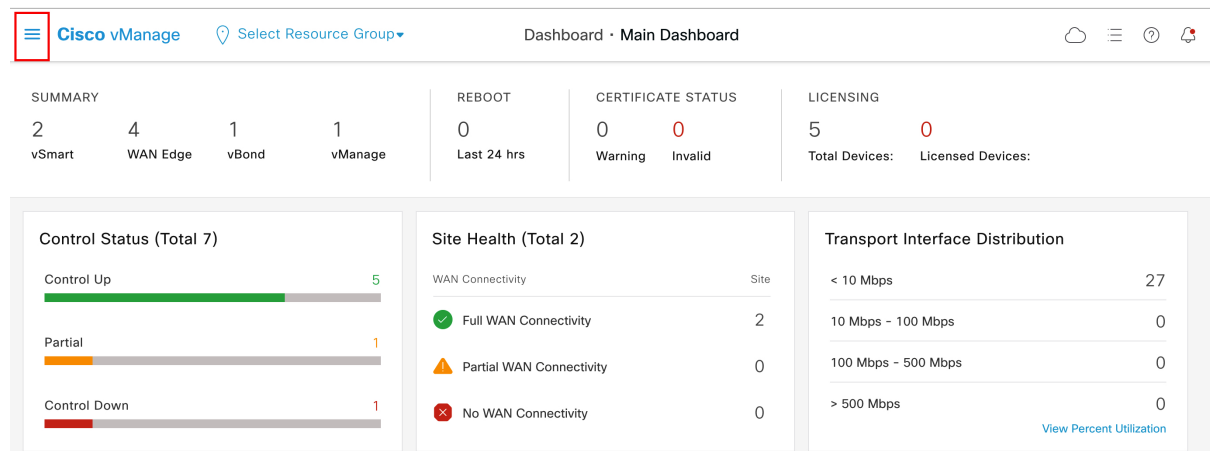 Cisco vManage Select Resource Group Dashboard · Main Dashboard
SUMMARY REBOOT CERTIFICATE STATUS LICENSING
2 4 1 1 0 0 0 5 0
vSmart WAN Edge vBond vManage Last 24 hrs Warning Invalid Total Devices: Licensed Devices:
Control Status (Total 7)
Control Up 5
Partial 1
Control Down 1
Site Health (Total 2)
WAN Connectivity Site
Full WAN Connectivity 2
Partial WAN Connectivity 0
No WAN Connectivity 0
Transport Interface Distribution
< 10 Mbps 27
10 Mbps - 100 Mbps 0
100 Mbps - 500 Mbps 0
> 500 Mbps 0
View Percent Utilization